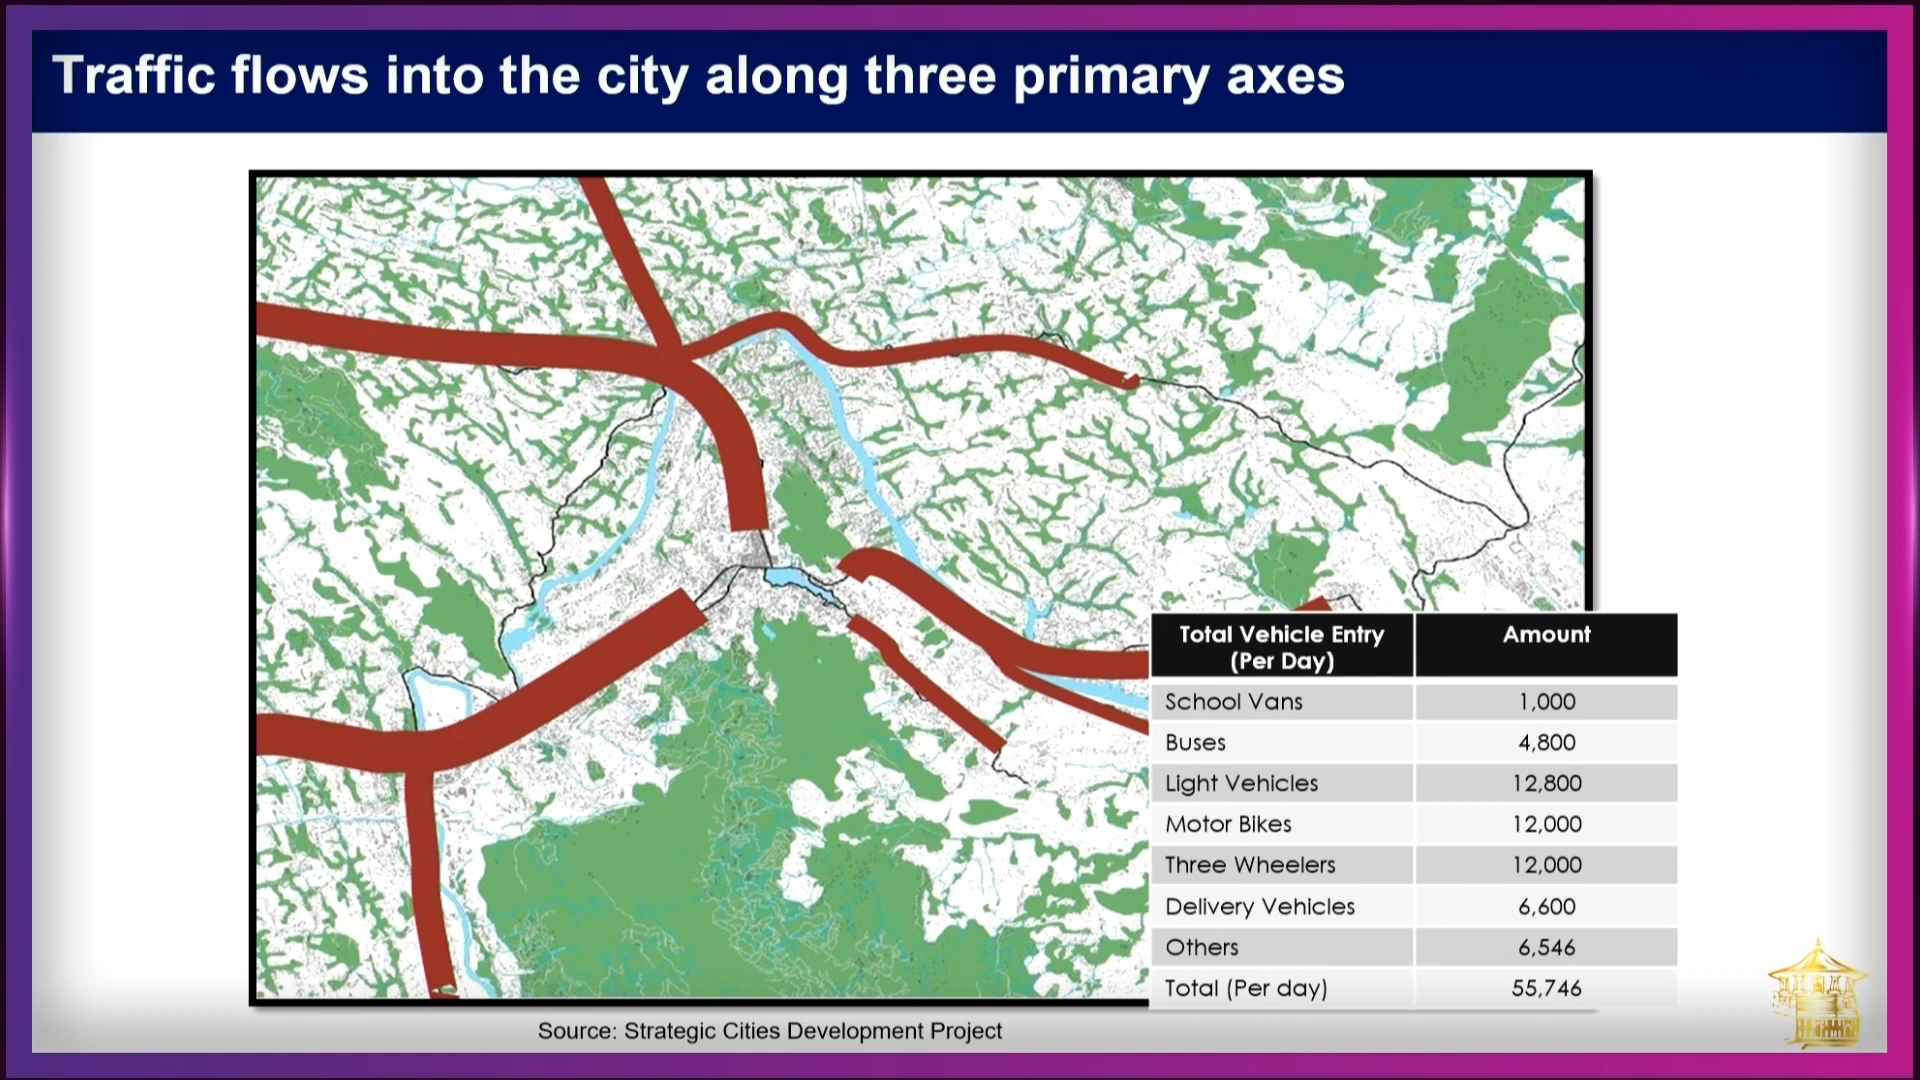 Traffic flows into the city along three primary axes
Total Vehicle Entry (Per Day) Amount
School Vans 1,000
Buses 4,800
Light Vehicles 12,800
Motor Bikes 12,000
Three Wheelers 12,000
Delivery Vehicles 6,600
Others 6,546
Total (Per day) 55,746
Source: Strategic Cities Development Project